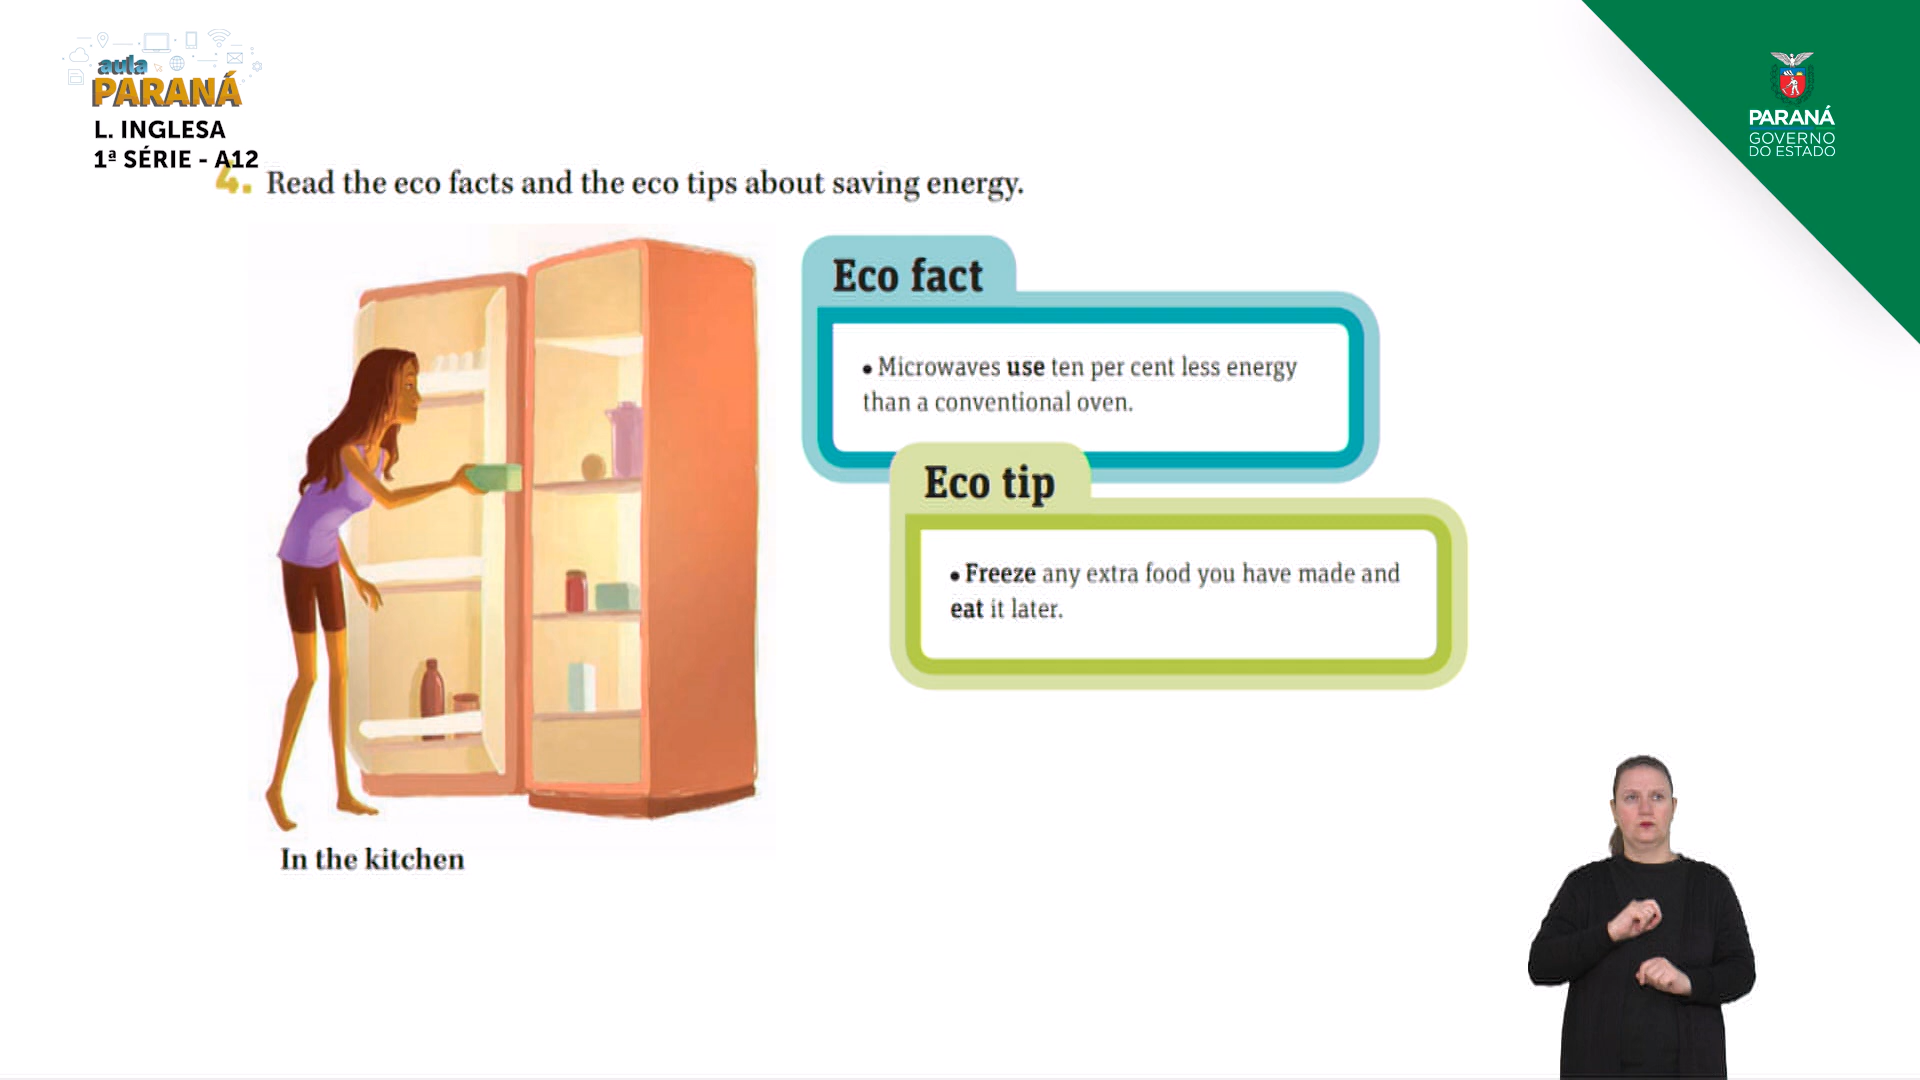 aula
PARANÁ
L. INGLESA
1ª SÉRIE - A12
PARANÁ
GOVERNO
DO ESTADO
4. Read the eco facts and the eco tips about saving energy.
Eco fact
• Microwaves use ten per cent less energy
than a conventional oven.
Eco tip
• Freeze any extra food you have made and
eat it later.
In the kitchen